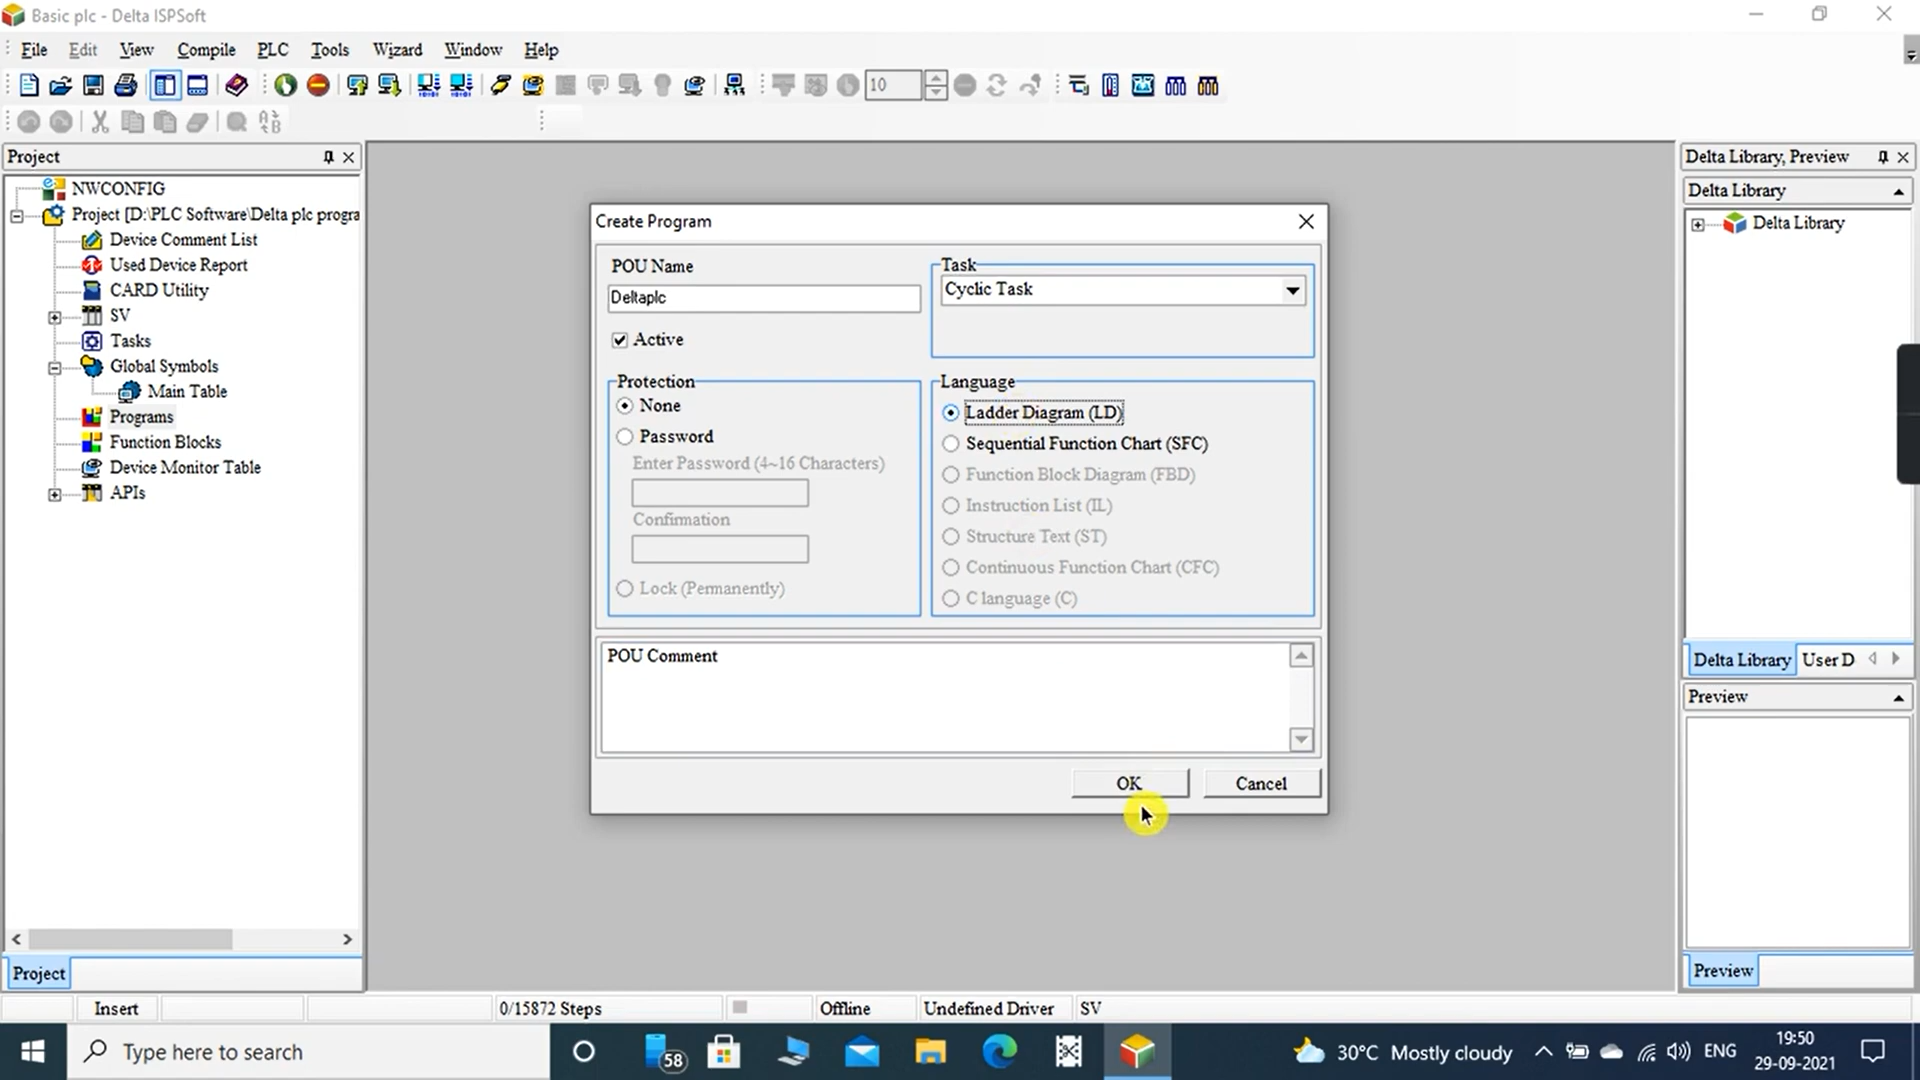 Basic plc - Delta ISPSoft
File Edit View Compile PLC Tools Wizard Window Help
10
Project
NWCONFIG
Project [D:\PLC Software\Delta plc progra
Device Comment List
Used Device Report
CARD Utility
SV
Tasks
Global Symbols
Main Table
Programs
Function Blocks
Device Monitor Table
APIs
Project
Create Program
POU Name
Deltaplc
Active
Task
Cyclic Task
Protection
None
Password
Enter Password (4~16 Characters)
Confirmation
Lock (Permanently)
Language
Ladder Diagram (LD)
Sequential Function Chart (SFC)
Function Block Diagram (FBD)
Instruction List (IL)
Structure Text (ST)
Continuous Function Chart (CFC)
C language (C)
POU Comment
OK Cancel
Delta Library, Preview
Delta Library
Delta Library
Delta Library User D
Preview
Preview
Insert 0/15872 Steps Offline Undefined Driver SV
Type here to search
58
30°C Mostly cloudy
ENG
19:50
29-09-2021